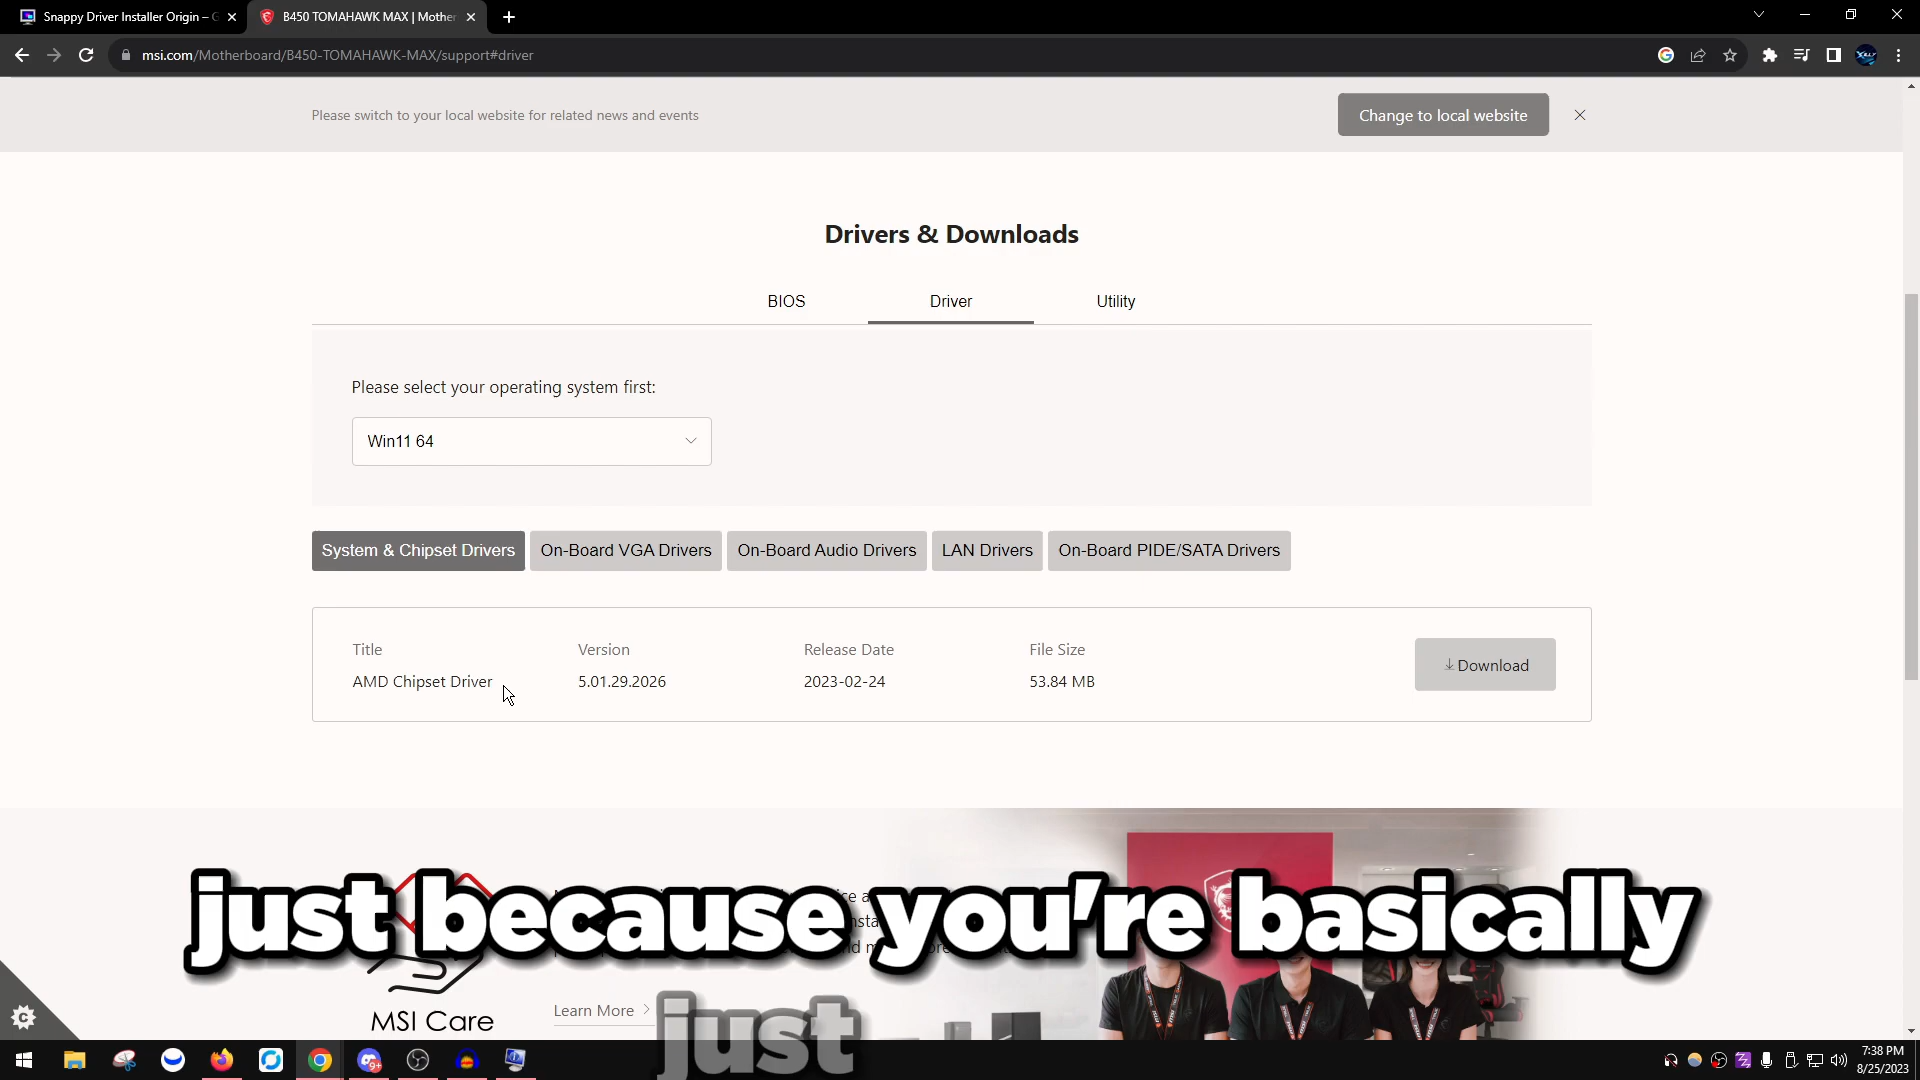 Snappy Driver Installer Origin – G
B450 TOMAHAWK MAX | Mother
msi.com/Motherboard/B450-TOMAHAWK-MAX/support#driver
Please switch to your local website for related news and events
Change to local website
Drivers & Downloads
BIOS
Driver
Utility
Please select your operating system first:
Win11 64
System & Chipset Drivers
On-Board VGA Drivers
On-Board Audio Drivers
LAN Drivers
On-Board PIDE/SATA Drivers
Title
Version
Release Date
File Size
AMD Chipset Driver
5.01.29.2026
2023-02-24
53.84 MB
Download
just because you're basically
just
MSI Care
Learn More
7:38 PM
8/25/2023